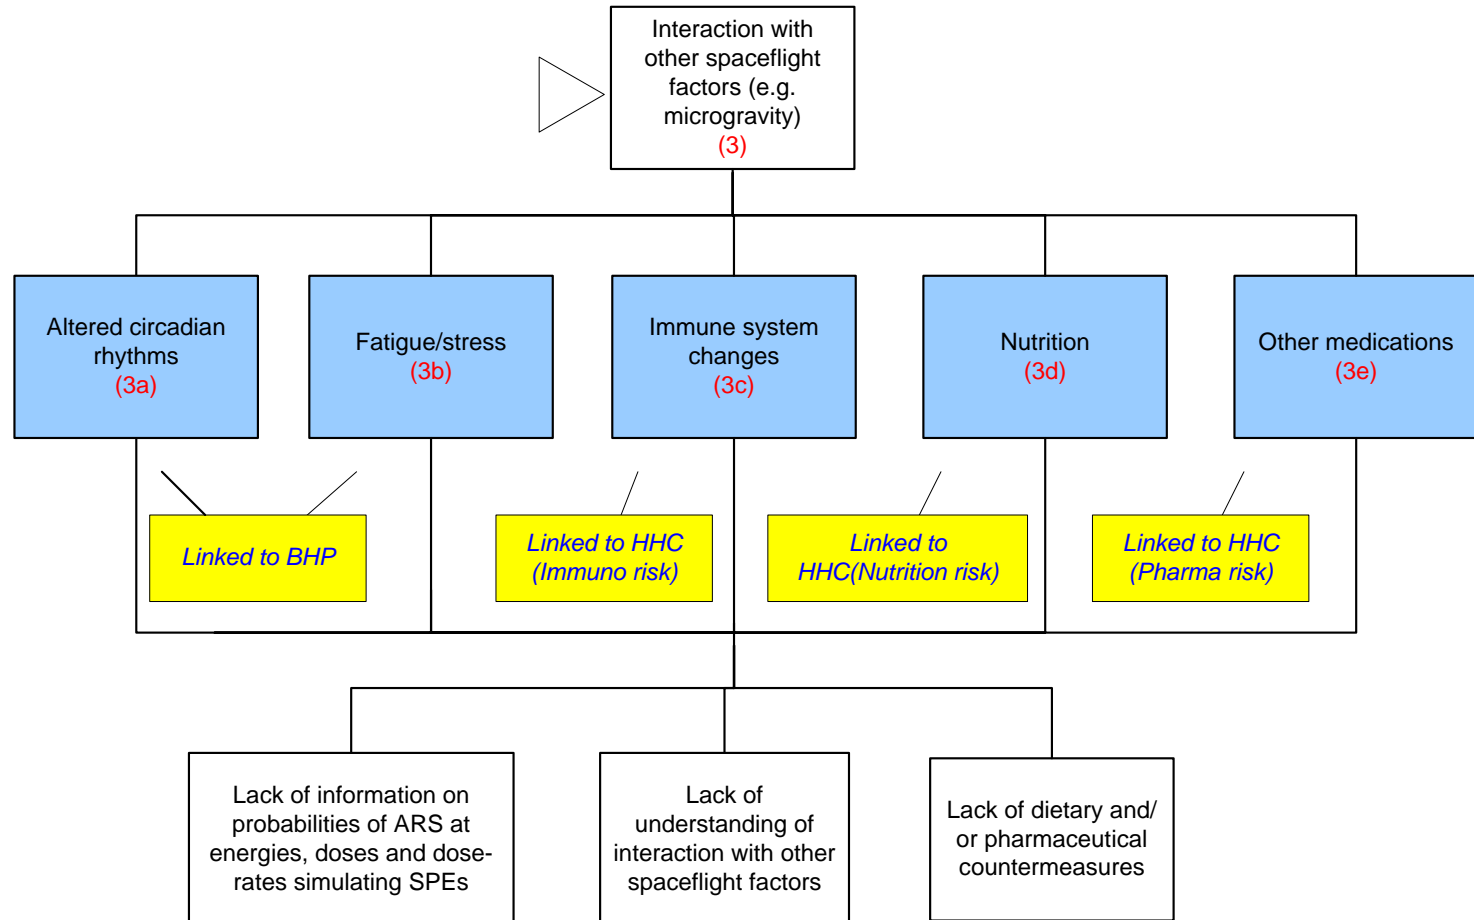 Interaction with
other spaceflight
factors (e.g.
microgravity)
(3)
Altered circadian
rhythms
(3a)
Fatigue/stress
(3b)
Immune system
changes
(3c)
Nutrition
(3d)
Other medications
(3e)
Linked to BHP
Linked to HHC
(Immuno risk)
Linked to
HHC(Nutrition risk)
Linked to HHC
(Pharma risk)
Lack of information on
probabilities of ARS at
energies, doses and dose-
rates simulating SPEs
Lack of
understanding of
interaction with other
spaceflight factors
Lack of dietary and/
or pharmaceutical
countermeasures